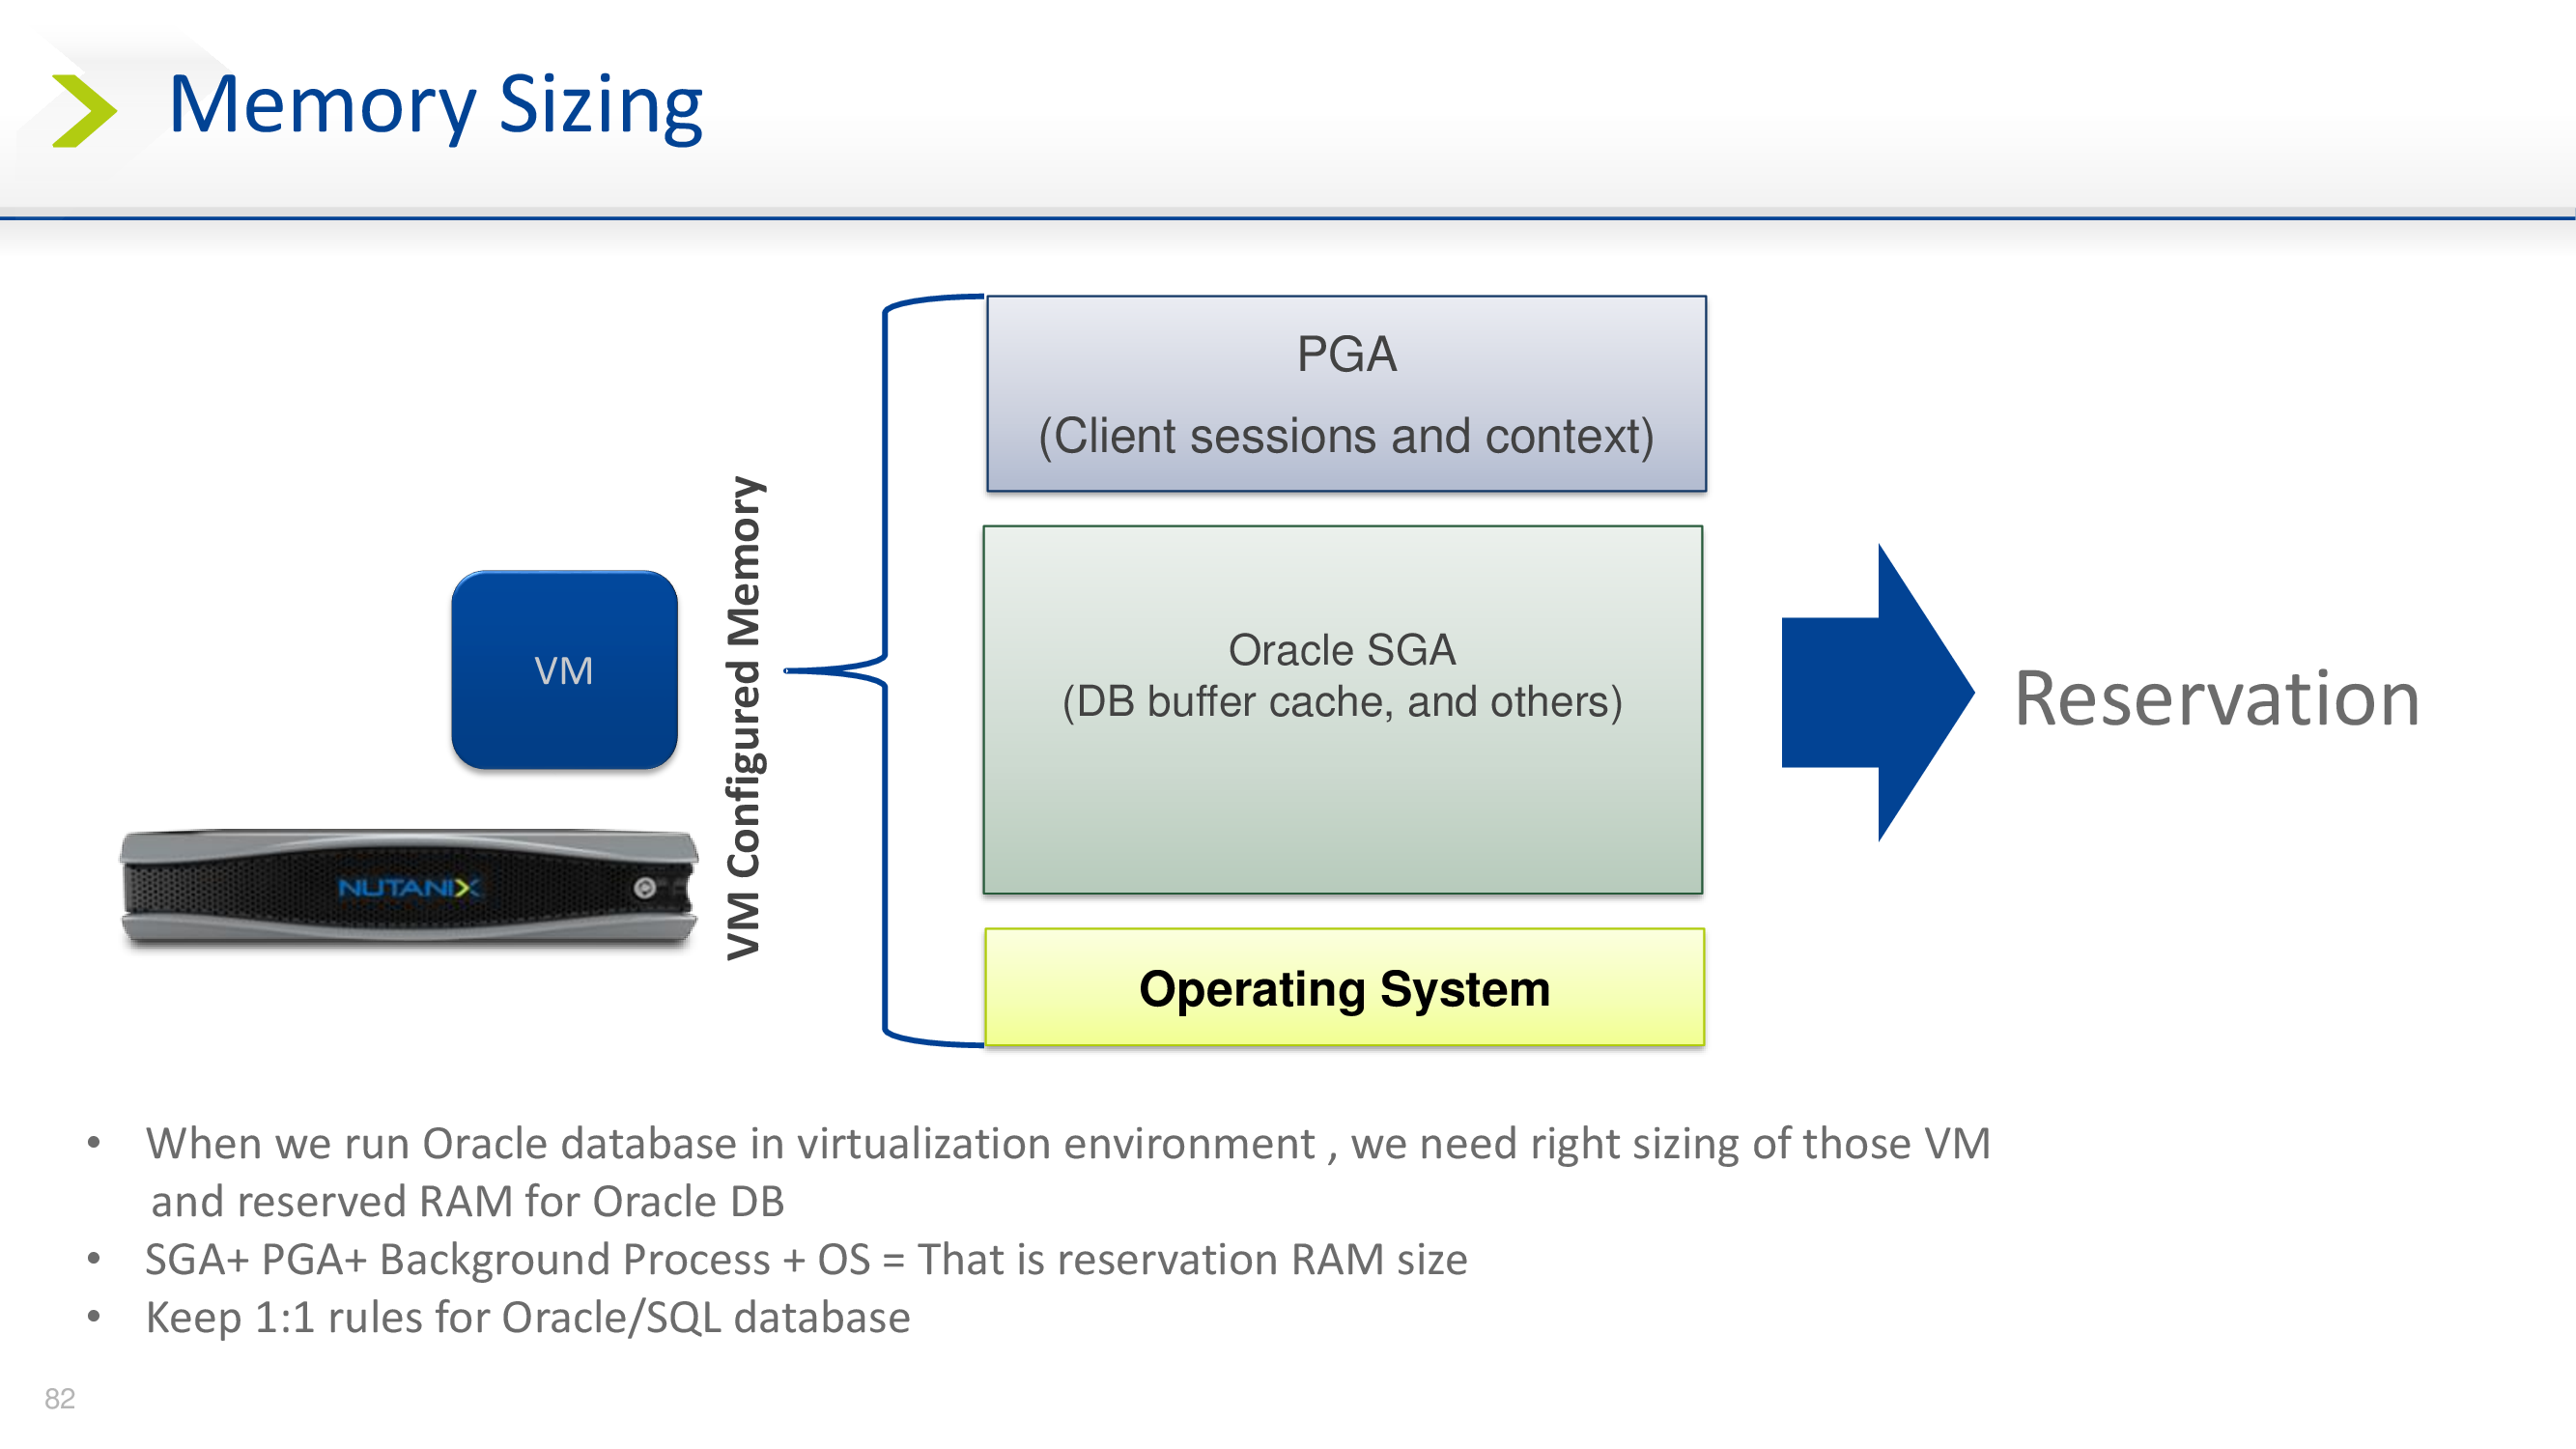 Memory Sizing
PGA
(Client sessions and context)
VM Configured Memory
VM
Oracle SGA
(DB buffer cache, and others)
Reservation
NUTANIX
Operating System
• When we run Oracle database in virtualization environment , we need right sizing of those VM
and reserved RAM for Oracle DB
• SGA+ PGA+ Background Process + OS = That is reservation RAM size
• Keep 1:1 rules for Oracle/SQL database
82